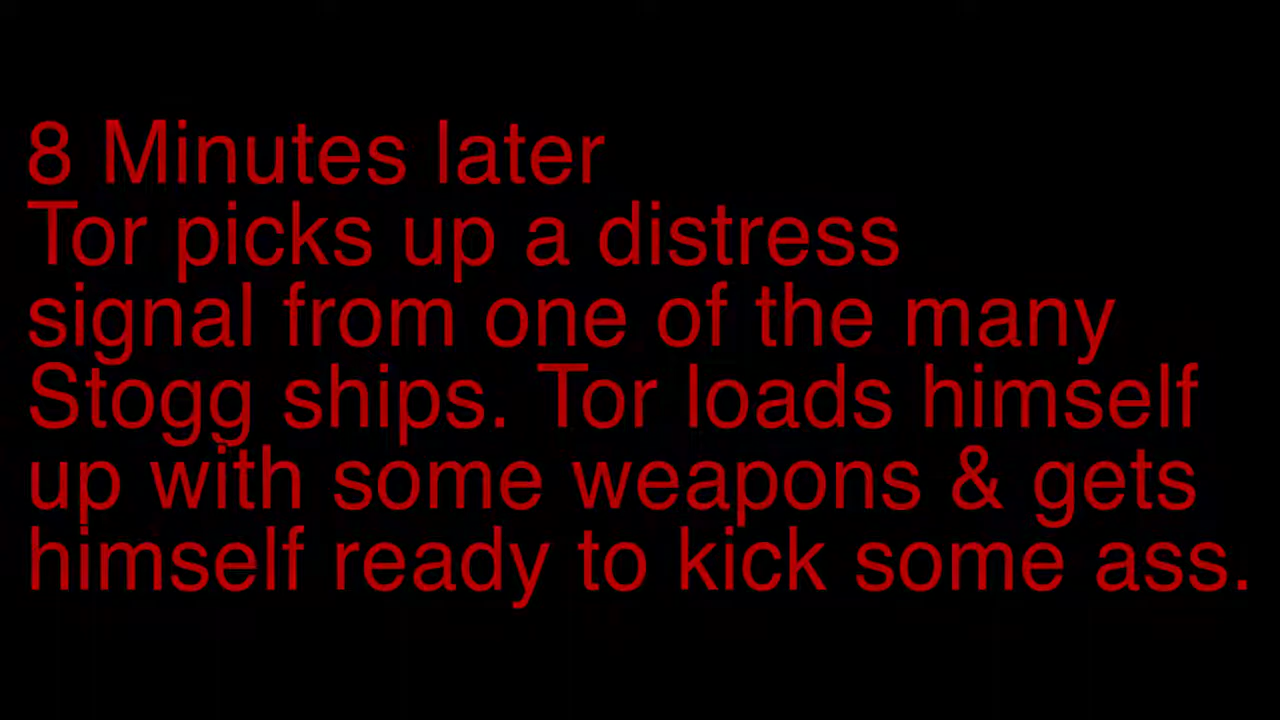 8 Minutes later
Tor picks up a distress
signal from one of the many
Stogg ships. Tor loads himself
up with some weapons & gets
himself ready to kick some ass.